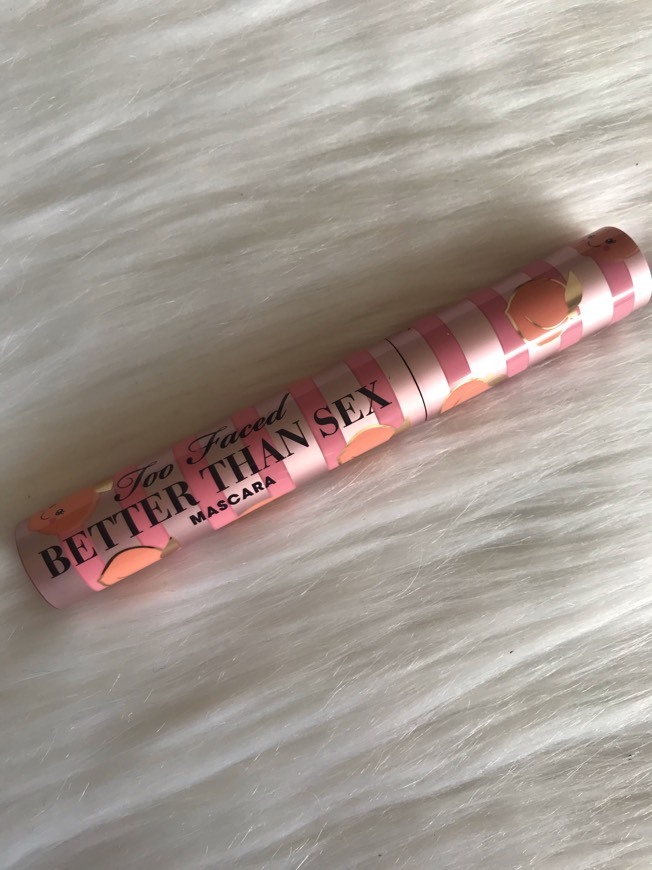 Too Faced
BETTER THAN SEX
MASCARA